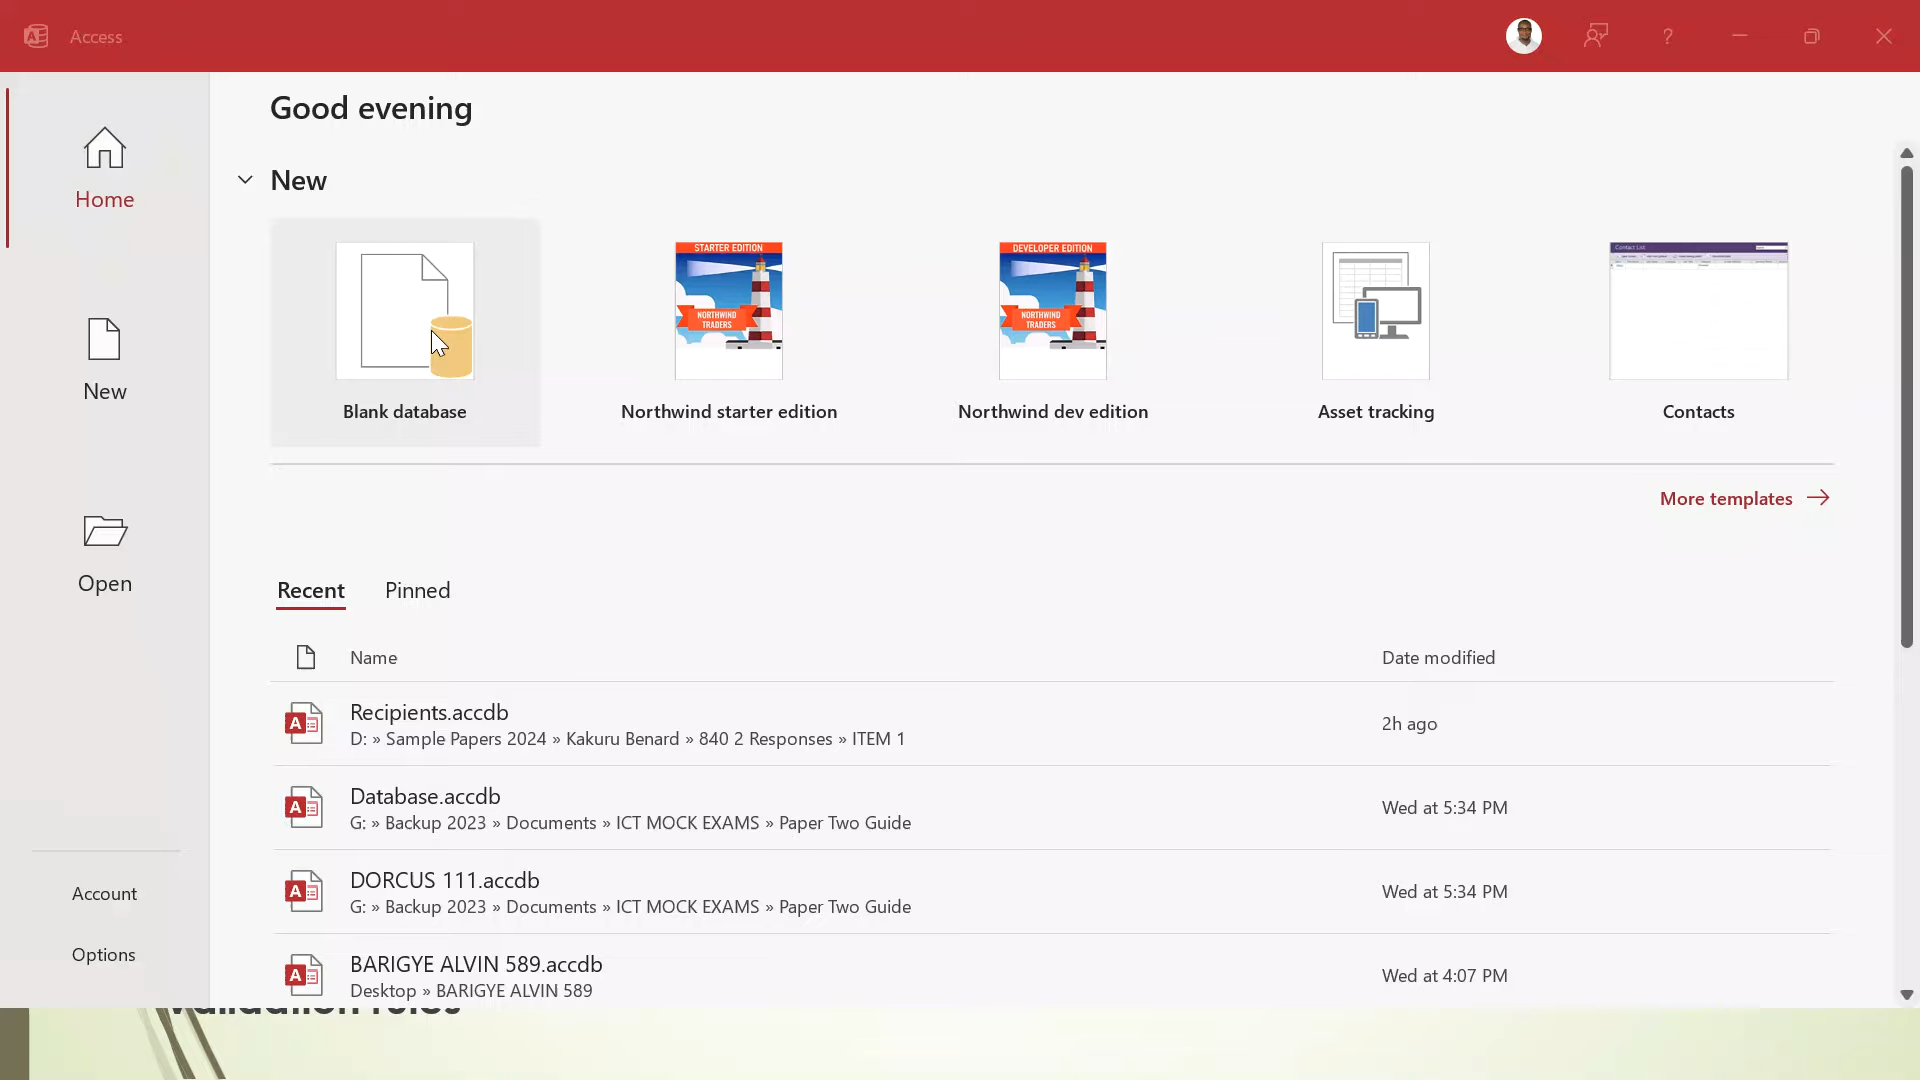 Access
?
Good evening
New
Home
New
Open
Account
Options
STARTER EDITION
NORTHWIND
TRADERS
DEVELOPER EDITION
NORTHWIND
TRADERS
Contact List
Blank database
Northwind starter edition
Northwind dev edition
Asset tracking
Contacts
More templates
Recent Pinned
Name Date modified
A Recipients.accdb 2h ago
D: » Sample Papers 2024 » Kakuru Benard » 840 2 Responses » ITEM 1
A Database.accdb Wed at 5:34 PM
G: » Backup 2023 » Documents » ICT MOCK EXAMS » Paper Two Guide
A DORCUS 111.accdb Wed at 5:34 PM
G: » Backup 2023 » Documents » ICT MOCK EXAMS » Paper Two Guide
A BARIGYE ALVIN 589.accdb Wed at 4:07 PM
Desktop » BARIGYE ALVIN 589